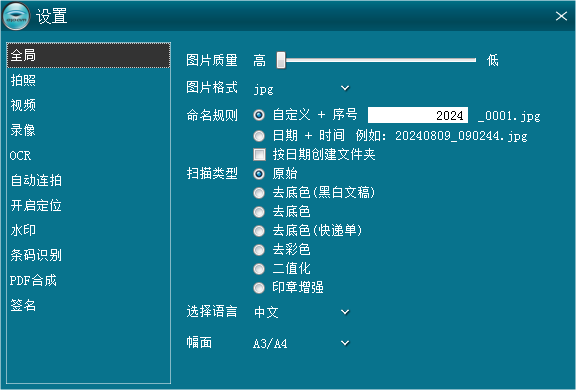 设置
全局
拍照
视频
录像
OCR
自动连拍
开启定位
水印
条码识别
PDF合成
签名
图片质量 高 低
图片格式 jpg
命名规则 自定义 + 序号 2024 _0001.jpg
日期 + 时间 例如: 20240809_090244.jpg
按日期创建文件夹
扫描类型 原始
去底色(黑白文稿)
去底色
去底色(快递单)
去彩色
二值化
印章增强
选择语言 中文
幅面 A3/A4